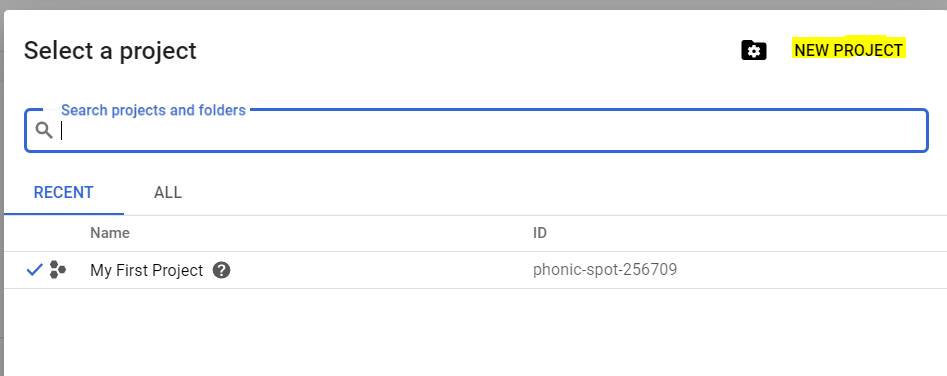 Select a project
NEW PROJECT
Search projects and folders
RECENT ALL
Name ID
My First Project phonic-spot-256709